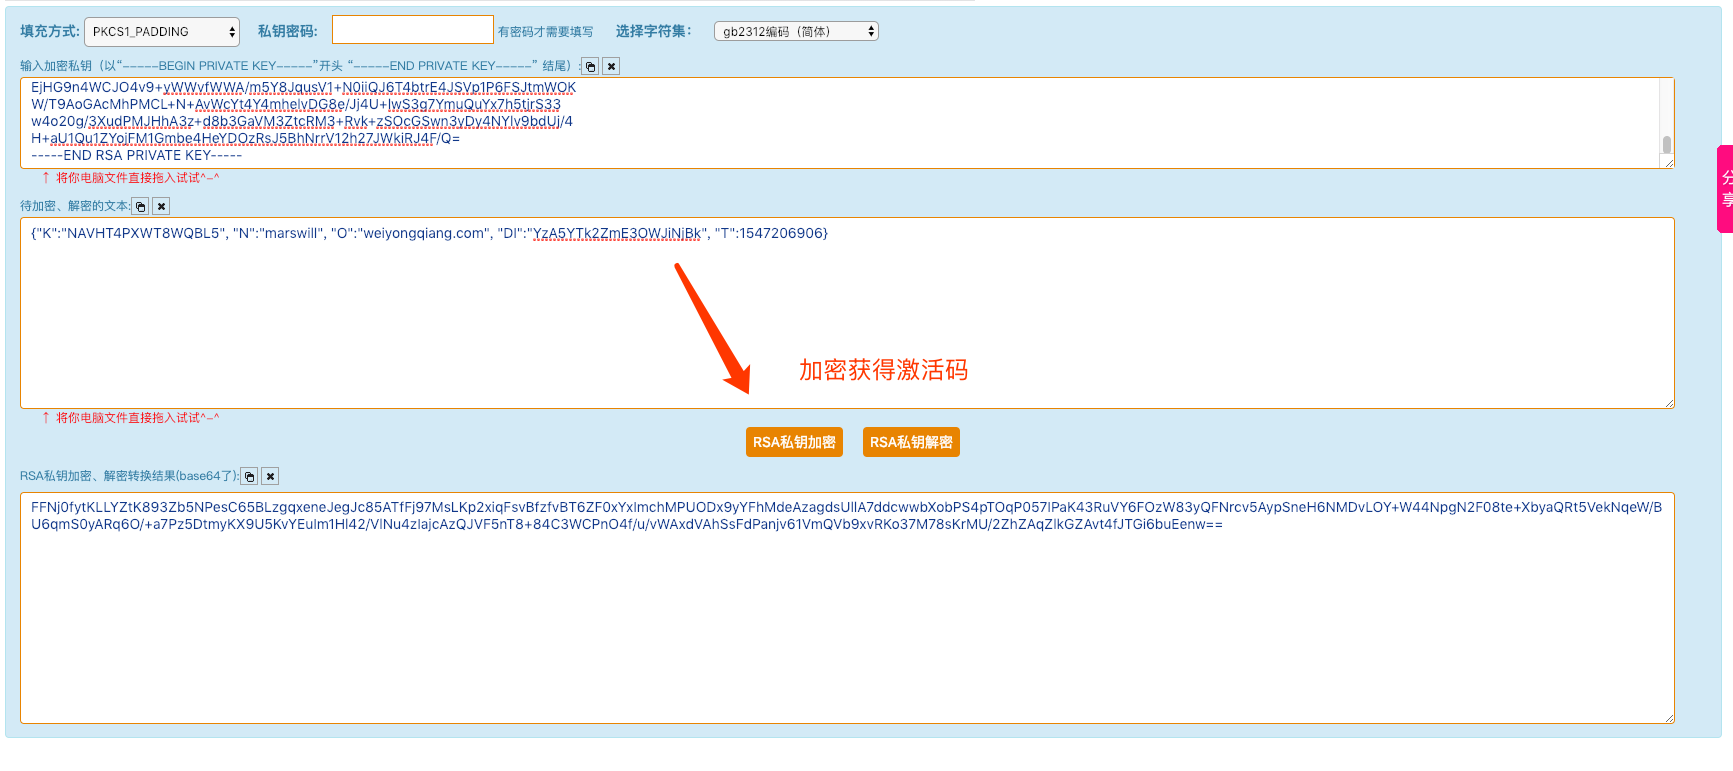 填充方式: PKCS1_PADDING 私钥密码: 有密码才需要填写 选择字符集: gb2312编码（简体）
输入加密私钥（以“-----BEGIN PRIVATE KEY-----”开头 “-----END PRIVATE KEY-----” 结尾）:
EjHG9n4WCJO4v9+yWWvfWWA/m5Y8JqusV1+N0iiQJ6T4btrE4JSVp1P6FSJtmWOK
W/T9AoGAcMhPMCL+N+AvWcYt4Y4mhelvDG8e/Jj4U+IwS3g7YmuQuYx7h5tjrS33
w4o20g/3XudPMJHhA3z+d8b3GaVM3ZtcRM3+Rvk+zSOcGSwn3yDy4NYlv9bdUj/4
H+aU1Qu1ZYojFM1Gmbe4HeYDOzRsJ5BhNrrV12h27JWkiRJ4F/Q=
-----END RSA PRIVATE KEY-----
↑ 将你电脑文件直接拖入试试^-^
待加密、解密的文本:
{"K":"NAVHT4PXWT8WQBL5", "N":"marswill", "O":"weiyongqiang.com", "DI":"YzA5YTk2ZmE3OWJiNjBk", "T":1547206906}
加密获得激活码
↑ 将你电脑文件直接拖入试试^-^
RSA私钥加密 RSA私钥解密
RSA私钥加密、解密转换结果(base64了):
FFNj0fytKLLYZtK893Zb5NPesC65BLzgqxeneJegJc85ATfFj97MsLKp2xiqFsvBfzfvBT6ZF0xYxImchMPUODx9yYFhMdeAzagdsUIlA7ddcwwbXobPS4pTOqP057IPaK43RuVY6FOzW83yQFNrcv5AypSneH6NMDvLOY+W44NpgN2F08te+XbyaQRt5VekNqeW/B
U6qmS0yARq6O/+a7Pz5DtmyKX9U5KvYEulm1HI42/VlNu4zlajcAzQJVF5nT8+84C3WCPnO4f/u/vWAxdVAhSsFdPanjv61VmQVb9xvRKo37M78sKrMU/2ZhZAqZlkGZAvt4fJTGi6buEenw==
分
享